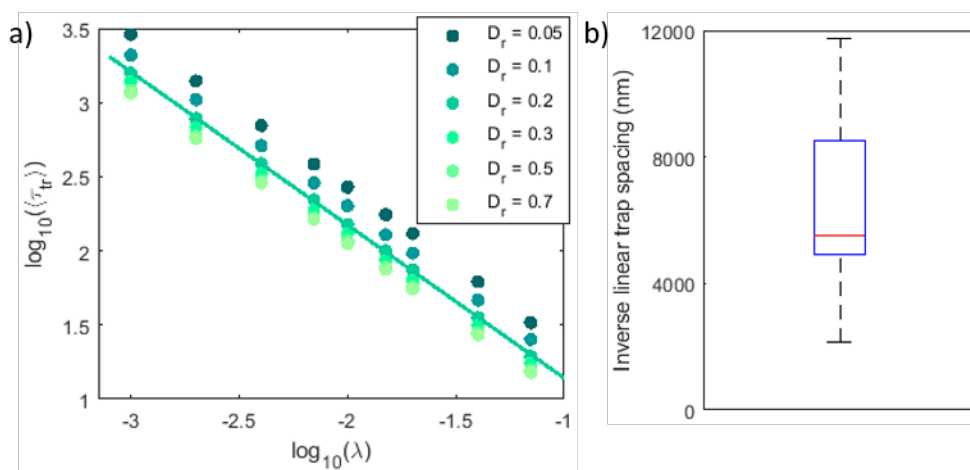 a)
log10(⟨τtr⟩)
3.5
3
2.5
2
1.5
1
-3
-2.5
-2
-1.5
-1
log10(λ)
Dr = 0.05
Dr = 0.1
Dr = 0.2
Dr = 0.3
Dr = 0.5
Dr = 0.7
b)
Inverse linear trap spacing (nm)
12000
8000
4000
0